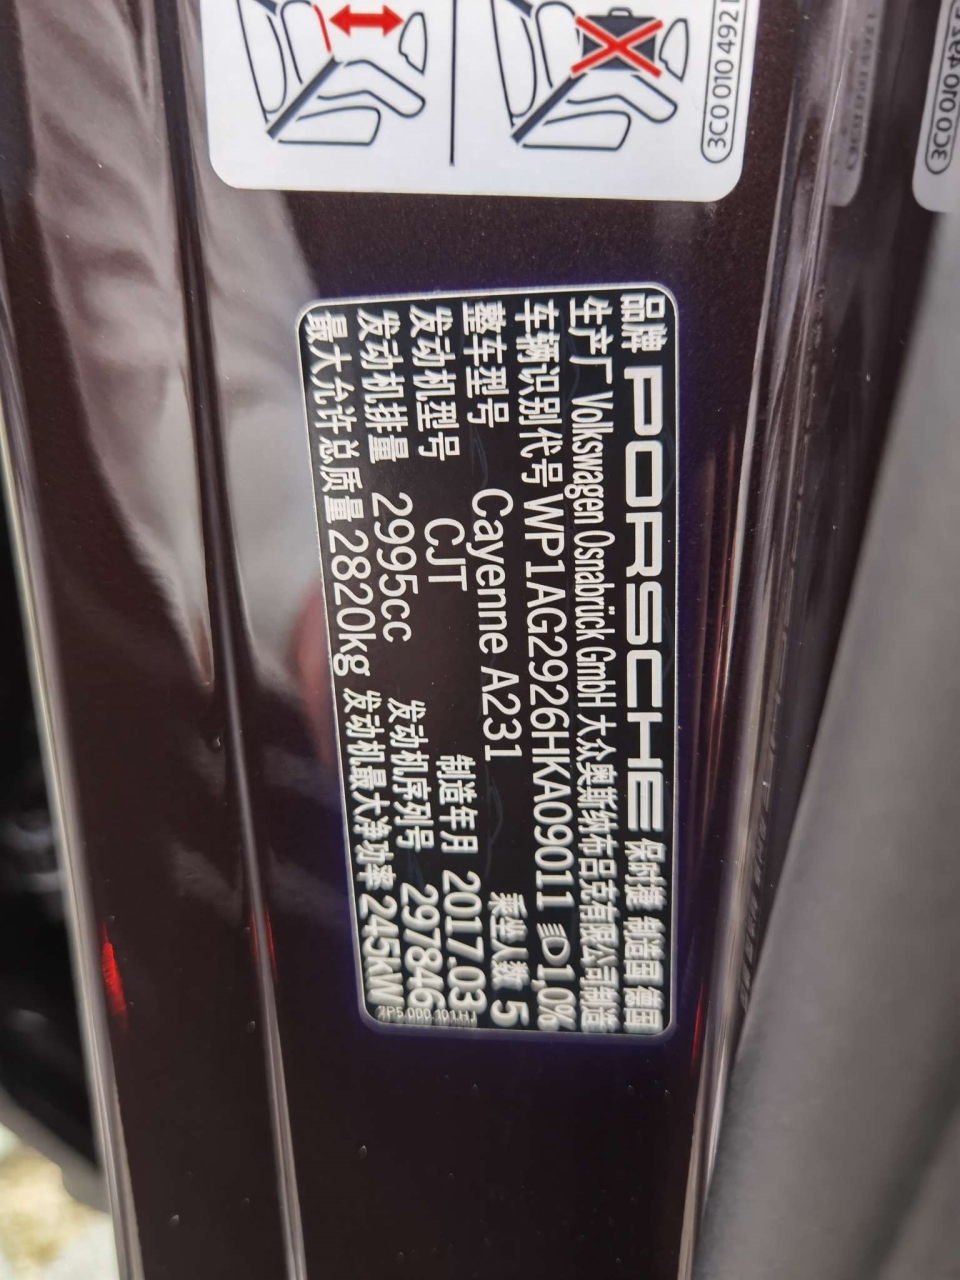 3C0 010 492
品牌 PORSCHE 保时捷 制造国 德国
生产厂 Volkswagen Osnabrück GmbH 大众奥斯纳布吕克有限公司制造
车辆识别代号 WP1AG2926HKA09011 1,0%
整车型号 Cayenne A231 乘坐人数 5
发动机型号 CJT 制造年月 2017.03
发动机排量 2995cc 发动机序列号 297846
最大允许总质量 2820kg 发动机最大净功率 245kW
7P5.000.101.HJ